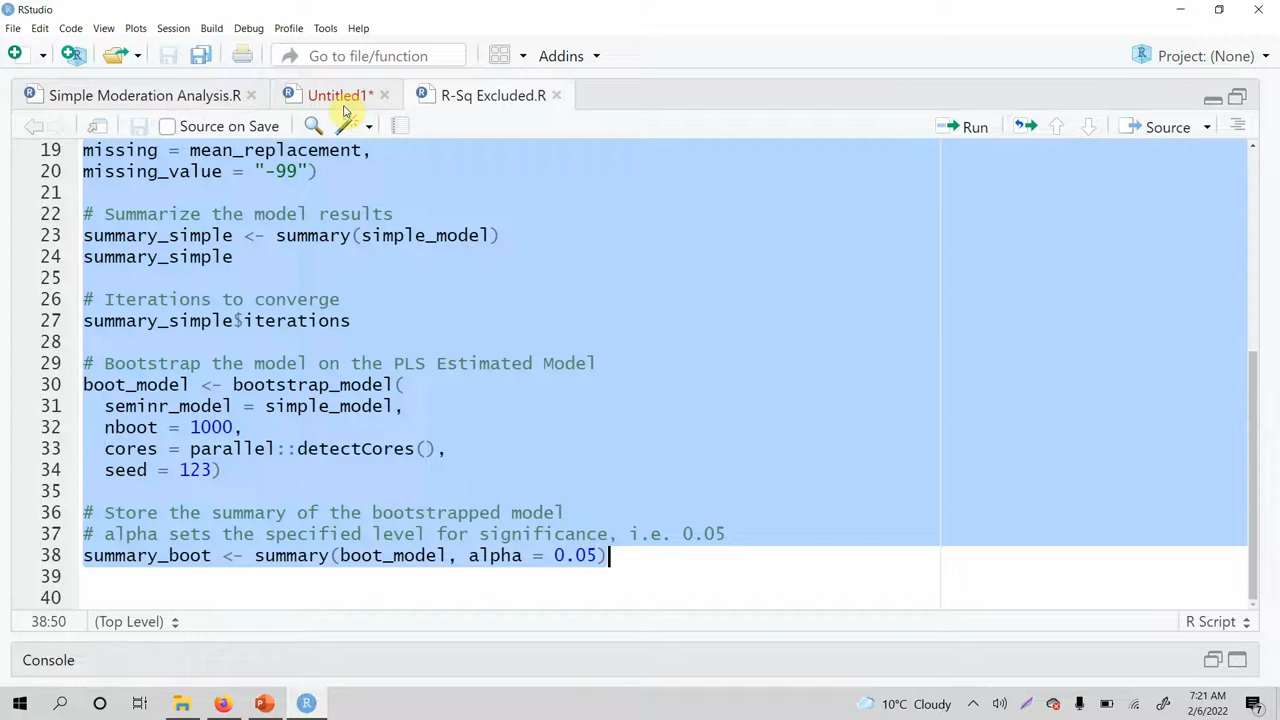 RStudio
File Edit Code View Plots Session Build Debug Profile Tools Help
Go to file/function Addins Project: (None)
Simple Moderation Analysis.R Untitled1* R-Sq Excluded.R
Source on Save Run Source
19 missing = mean_replacement,
20 missing_value = "-99")
21
22 # Summarize the model results
23 summary_simple <- summary(simple_model)
24 summary_simple
25
26 # Iterations to converge
27 summary_simple$iterations
28
29 # Bootstrap the model on the PLS Estimated Model
30 boot_model <- bootstrap_model(
31 seminr_model = simple_model,
32 nboot = 1000,
33 cores = parallel::detectCores(),
34 seed = 123)
35
36 # Store the summary of the bootstrapped model
37 # alpha sets the specified level for significance, i.e. 0.05
38 summary_boot <- summary(boot_model, alpha = 0.05)
39
40
38:50 (Top Level) R Script
Console
10°C Cloudy 7:21 AM
2/6/2022